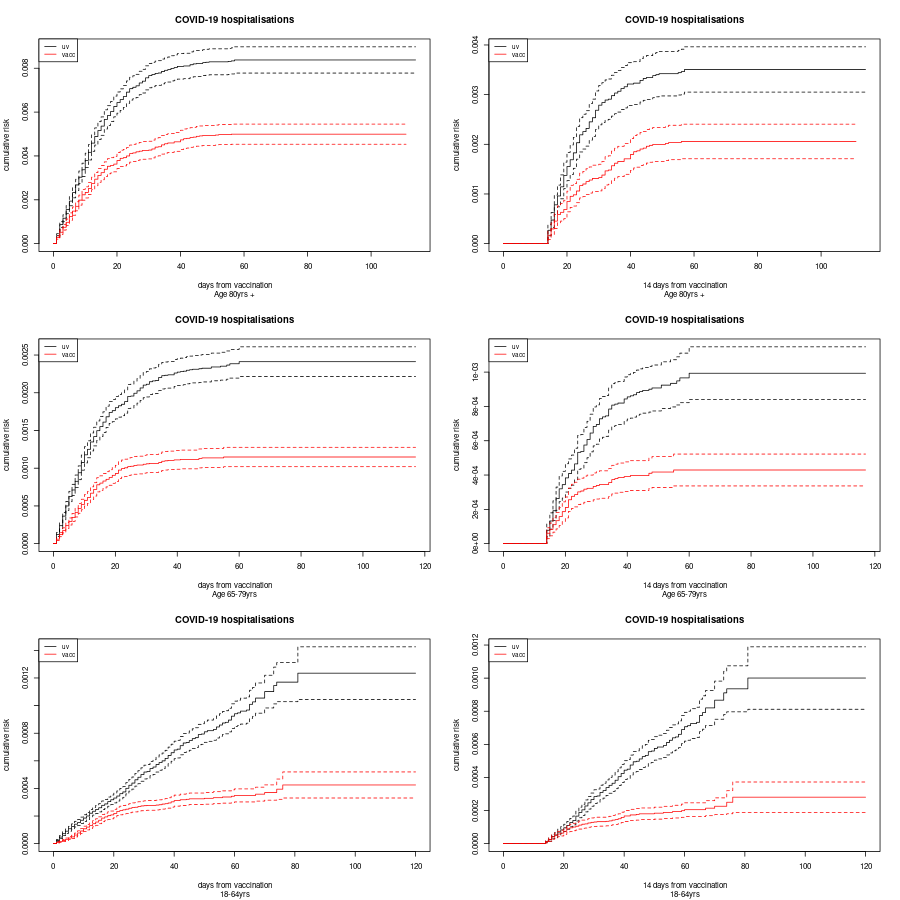 COVID-19 hospitalisations
uv
vacc
cumulative risk
0.000 0.002 0.004 0.006 0.008
0 20 40 60 80 100
days from vaccination
Age 80yrs +
COVID-19 hospitalisations
uv
vacc
cumulative risk
0.000 0.001 0.002 0.003 0.004
0 20 40 60 80 100
14 days from vaccination
Age 80yrs +
COVID-19 hospitalisations
uv
vacc
cumulative risk
0.0000 0.0005 0.0010 0.0015 0.0020 0.0025
0 20 40 60 80 100 120
days from vaccination
Age 65-79yrs
COVID-19 hospitalisations
uv
vacc
cumulative risk
0e+00 2e-04 4e-04 6e-04 8e-04 1e-03
0 20 40 60 80 100 120
14 days from vaccination
Age 65-79yrs
COVID-19 hospitalisations
uv
vacc
cumulative risk
0.0000 0.0004 0.0008 0.0012
0 20 40 60 80 100 120
days from vaccination
18-64yrs
COVID-19 hospitalisations
uv
vacc
cumulative risk
0.0000 0.0002 0.0004 0.0006 0.0008 0.0010 0.0012
0 20 40 60 80 100 120
14 days from vaccination
18-64yrs